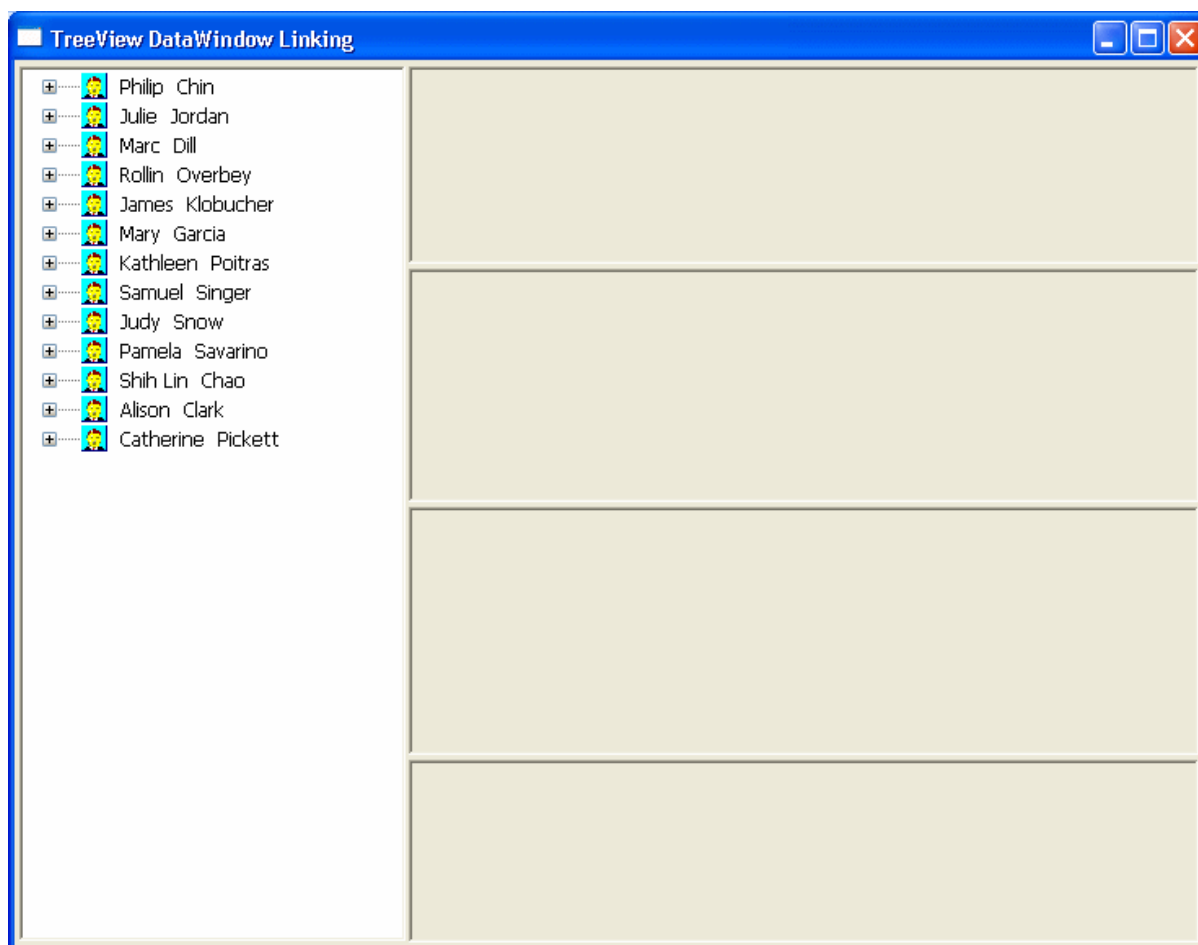 TreeView DataWindow Linking
Philip Chin
Julie Jordan
Marc Dill
Rollin Overbey
James Klobucher
Mary Garcia
Kathleen Poitras
Samuel Singer
Judy Snow
Pamela Savarino
Shih Lin Chao
Alison Clark
Catherine Pickett